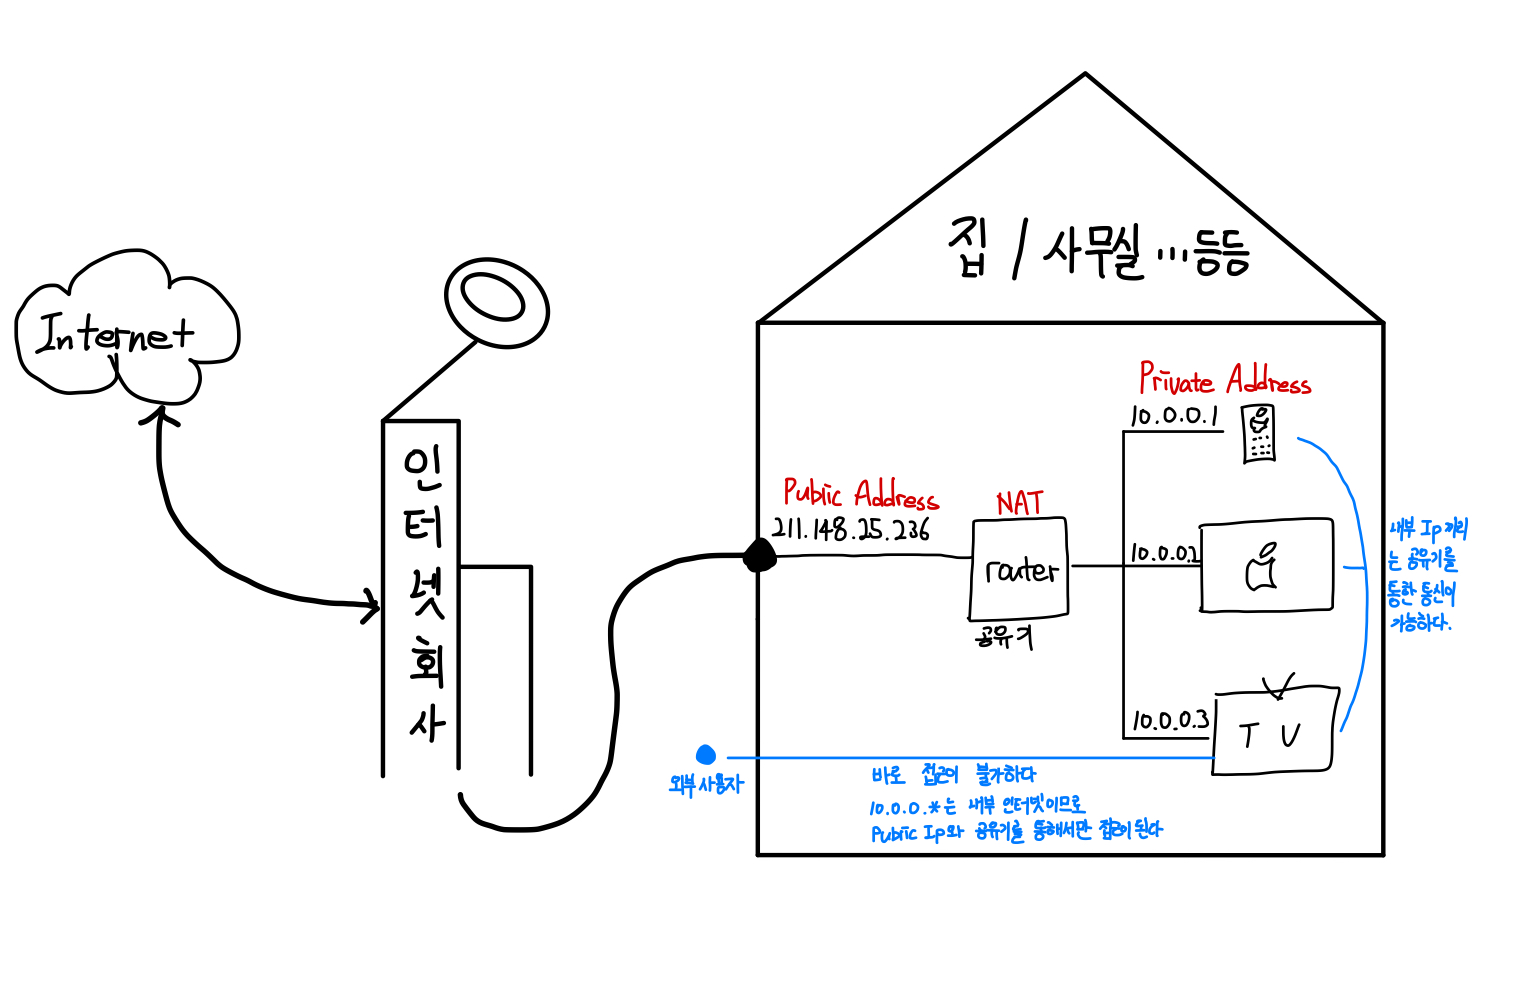 Internet
인터넷회사
집 / 사무실 ... 등등
Private Address
10.0.0.1
Pubic Address
211.148.25.236
NAT
router
공유기
10.0.0.2
10.0.0.3
TV
내부 Ip끼리
는 공유기를
통한 통신이
가능하다.
외부 사용자
바로 접근이 불가하다
10.0.0.*는 내부 인터넷이므로
Pubic Ip와 공유기를 통해서만 접근이 된다